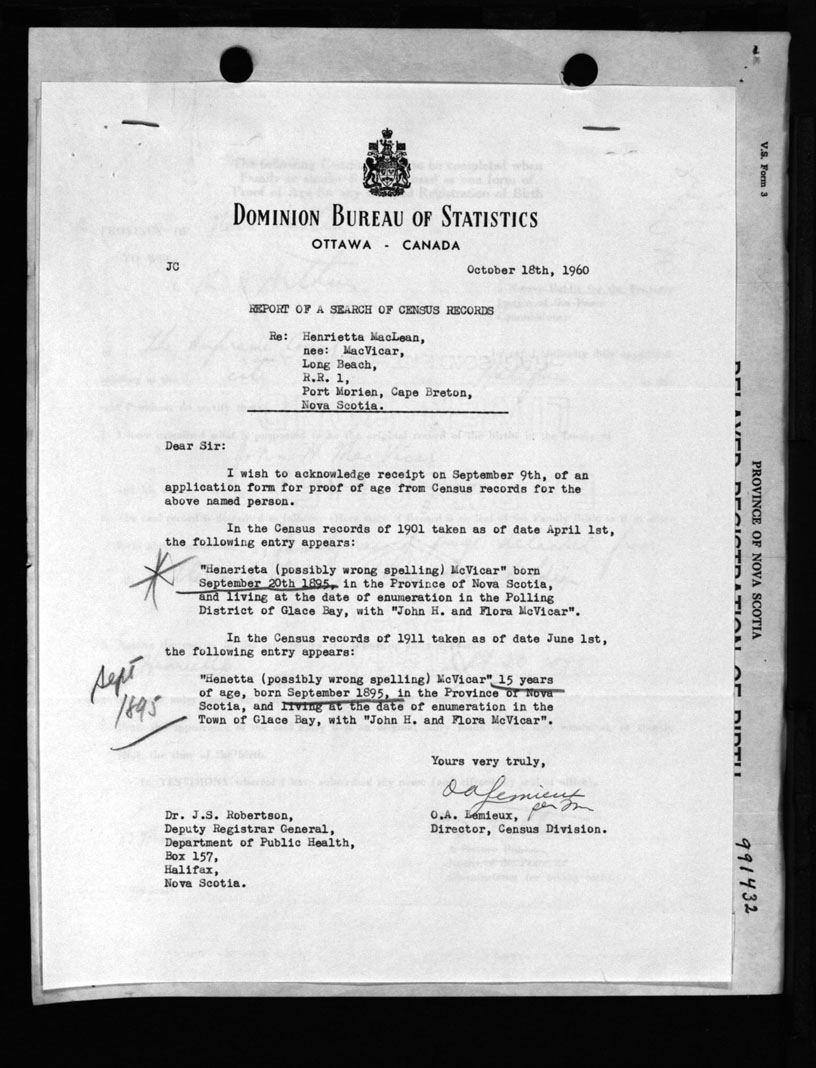 DOMINION BUREAU OF STATISTICS
OTTAWA - CANADA
JC
October 18th, 1960
REPORT OF A SEARCH OF CENSUS RECORDS
Re: Henrietta MacLean,
nee: MacVicar,
Long Beach,
R.R. 1,
Port Morien, Cape Breton,
Nova Scotia.
Dear Sir:
I wish to acknowledge receipt on September 9th, of an
application form for proof of age from Census records for the
above named person.
In the Census records of 1901 taken as of date April 1st,
the following entry appears:
"Henerieta (possibly wrong spelling) McVicar" born
September 20th 1895, in the Province of Nova Scotia,
and living at the date of enumeration in the Polling
District of Glace Bay, with "John H. and Flora McVicar".
In the Census records of 1911 taken as of date June 1st,
the following entry appears:
"Henetta (possibly wrong spelling) McVicar" 15 years
of age, born September 1895, in the Province of Nova
Scotia, and living at the date of enumeration in the
Town of Glace Bay, with "John H. and Flora McVicar".
Sept
1895
Yours very truly,
OA Lemieux
per
O.A. Lemieux,
Director, Census Division.
Dr. J.S. Robertson,
Deputy Registrar General,
Department of Public Health,
Box 157,
Halifax,
Nova Scotia.
V.S. Form 3
PROVINCE OF NOVA SCOTIA
DELAYED REGISTRATION OF BIRTH
991432